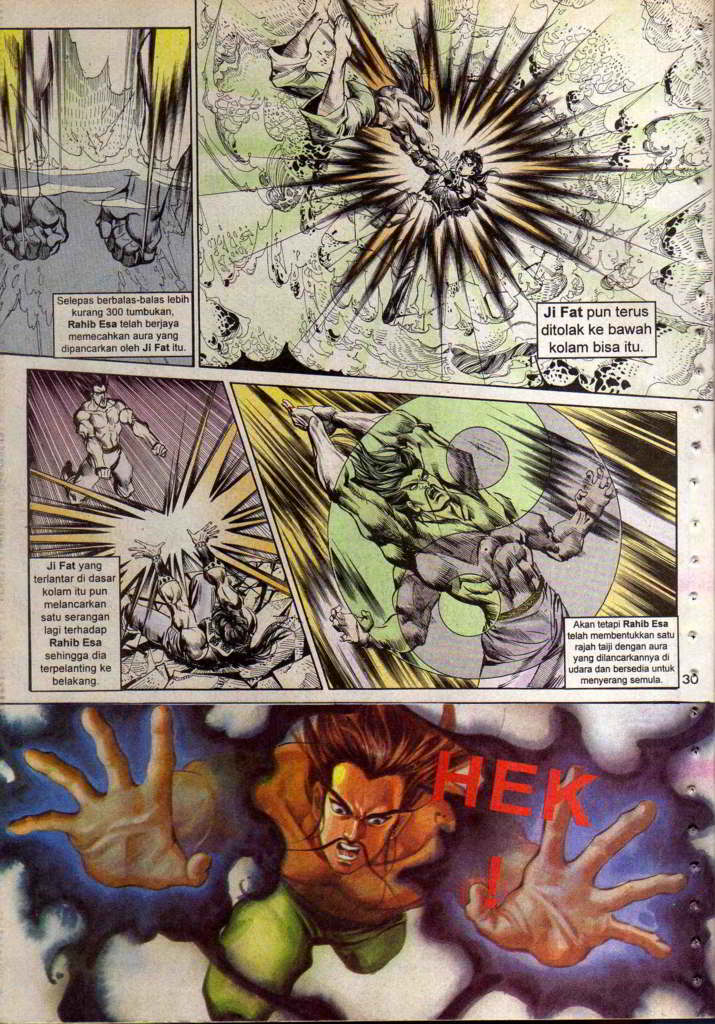 Selepas berbalas-balas lebih
kurang 300 tumbukan,
Rahib Esa telah berjaya
memecahkan aura yang
dipancarkan oleh Ji Fat itu.
Ji Fat pun terus
ditolak ke bawah
kolam bisa itu.
Ji Fat yang
terlantar di dasar
kolam itu pun
melancarkan
satu serangan
lagi terhadap
Rahib Esa
sehingga dia
terpelanting ke
belakang.
Akan tetapi Rahib Esa
telah membentukkan satu
rajah taiji dengan aura
yang dilancarkannya di
udara dan bersedia untuk
menyerang semula.
30
HEK
!